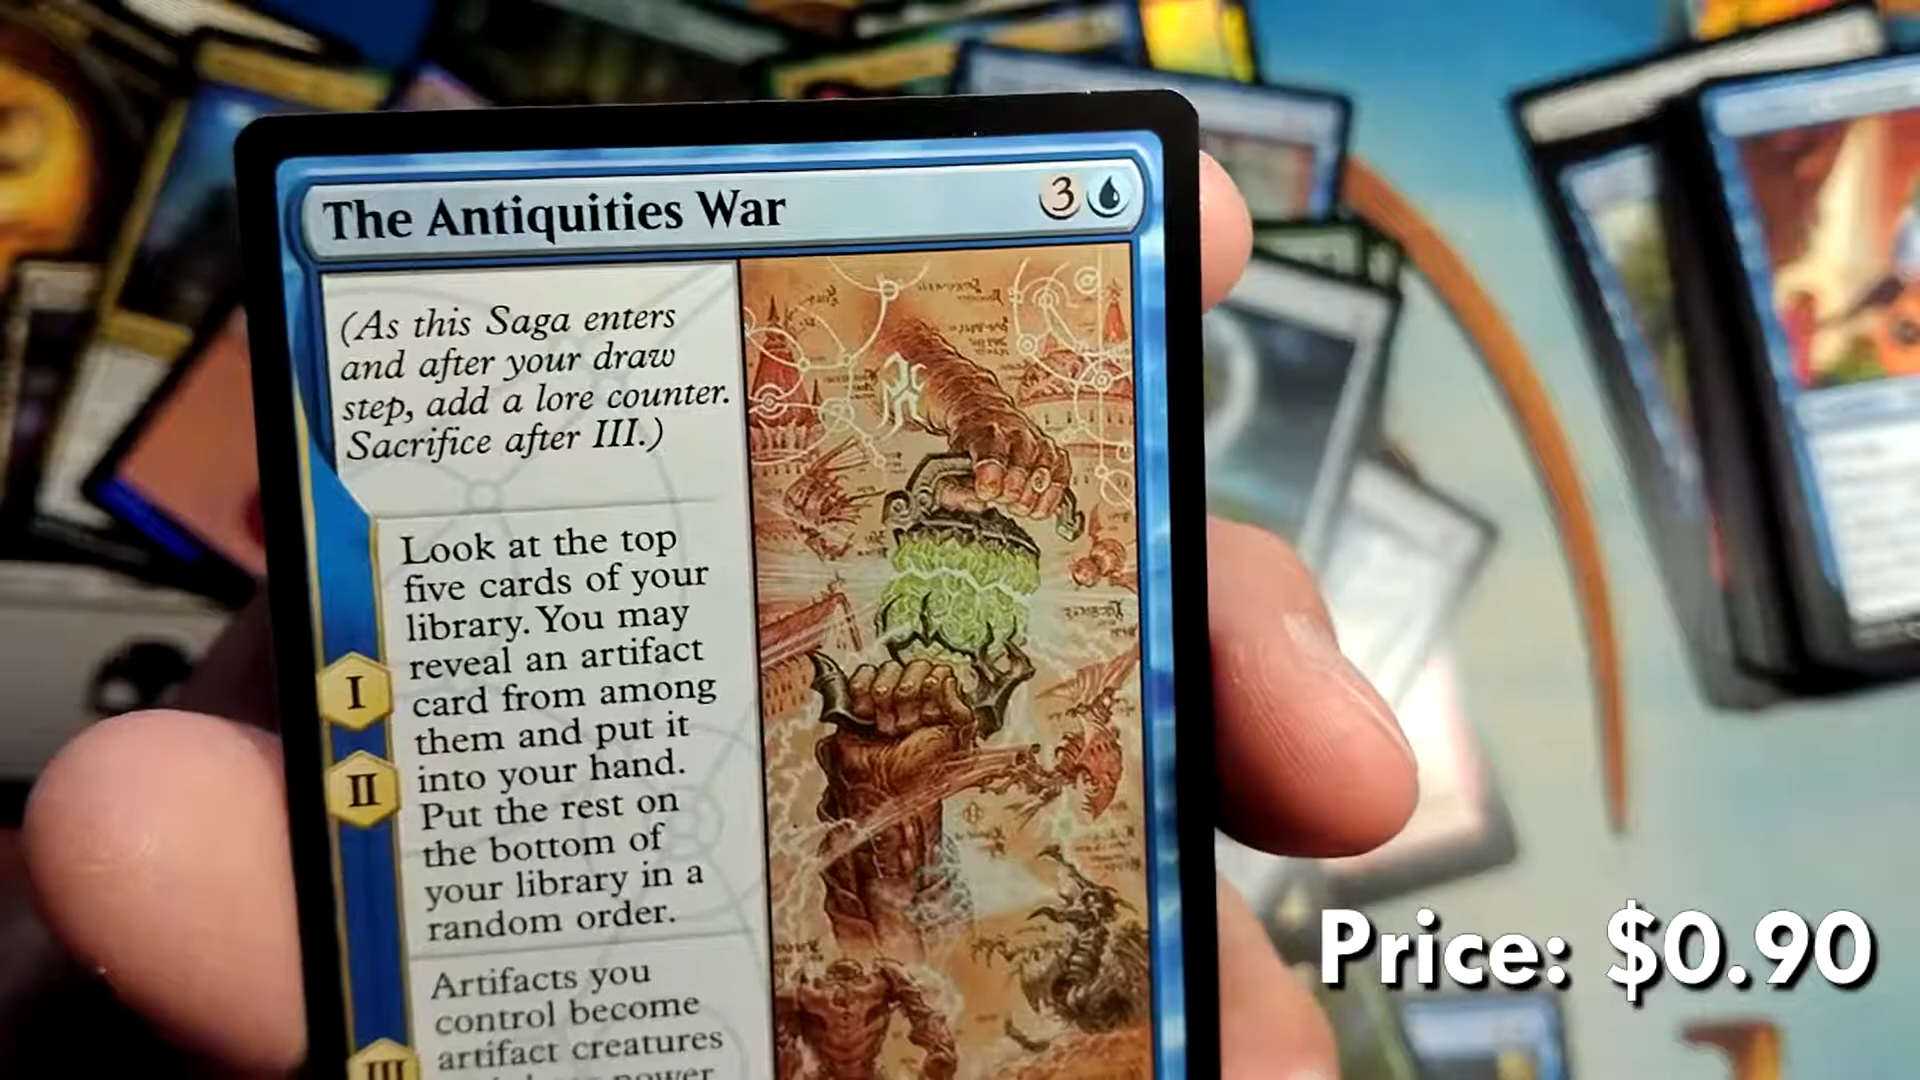 The Antiquities War 3
(As this Saga enters
and after your draw
step, add a lore counter.
Sacrifice after III.)
Look at the top
five cards of your
library. You may
reveal an artifact
card from among
them and put it
into your hand.
Put the rest on
the bottom of
your library in a
random order.
I
II
Artifacts you
control become
artifact creatures
III
power
Price: $0.90